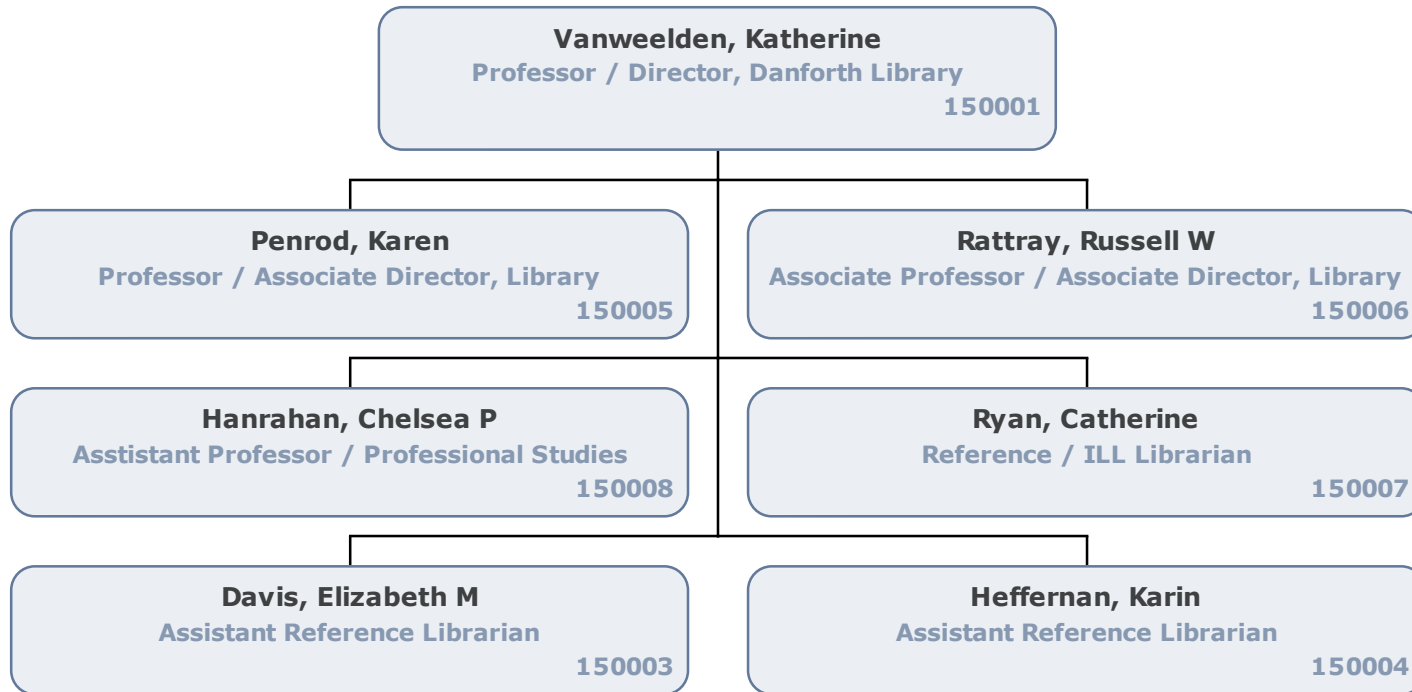 Vanweelden, Katherine
Professor / Director, Danforth Library
150001
Penrod, Karen
Professor / Associate Director, Library
150005
Rattray, Russell W
Associate Professor / Associate Director, Library
150006
Hanrahan, Chelsea P
Asstistant Professor / Professional Studies
150008
Ryan, Catherine
Reference / ILL Librarian
150007
Davis, Elizabeth M
Assistant Reference Librarian
150003
Heffernan, Karin
Assistant Reference Librarian
150004